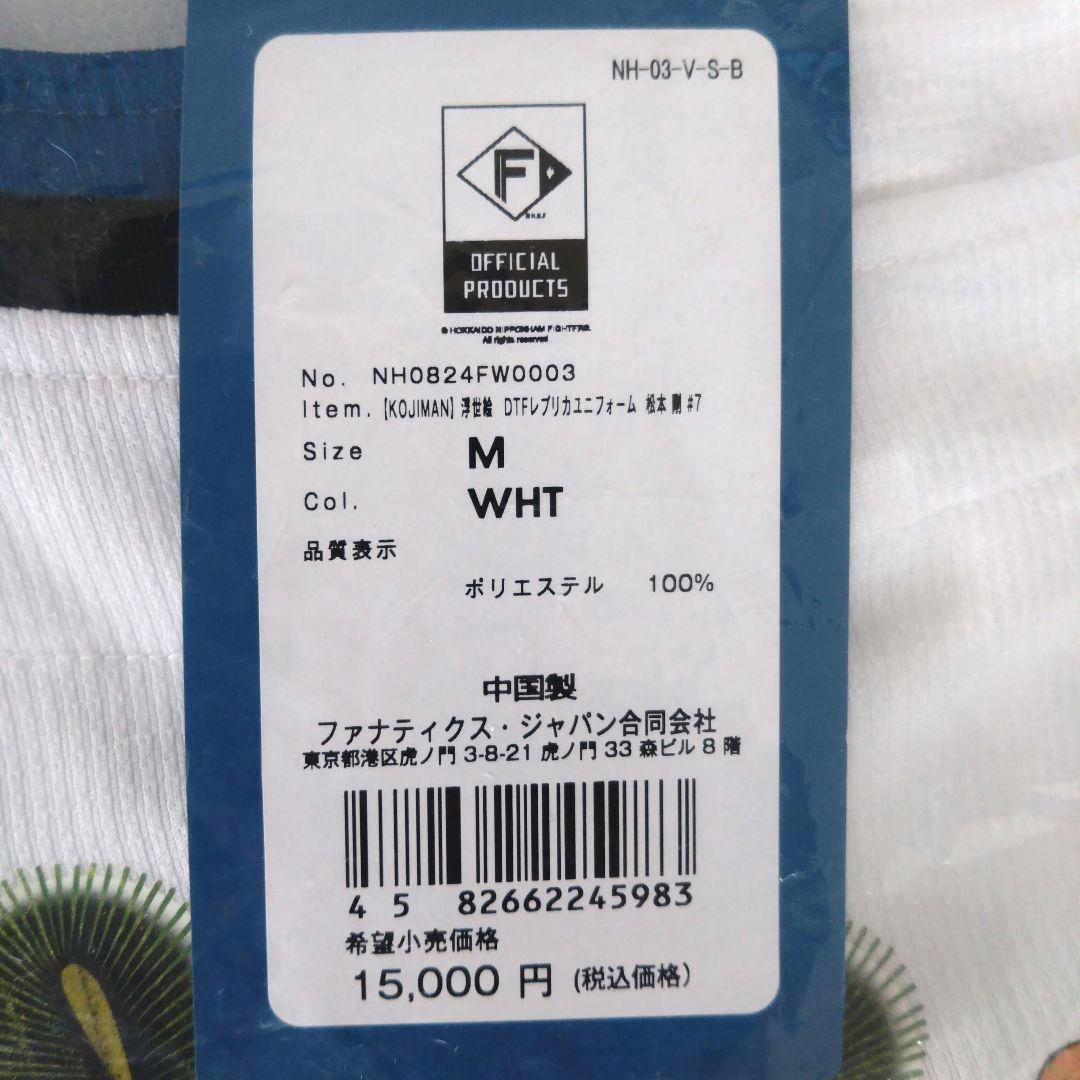 NH-03-V-S-B
F
OFFICIAL
PRODUCTS
© HOKKAIDO NIPPONHAM FIGHTERS.
All rights reserved
No. NH0824FW0003
Item. 【KOJIMAN】浮世絵 DTFレプリカユニフォーム 松本 剛 #7
Size M
Col. WHT
品質表示
ポリエステル 100%
中国製
ファナティクス・ジャパン合同会社
東京都港区虎ノ門 3-8-21 虎ノ門 33 森ビル 8 階
45 82662245983
希望小売価格
15,000 円 (税込価格)